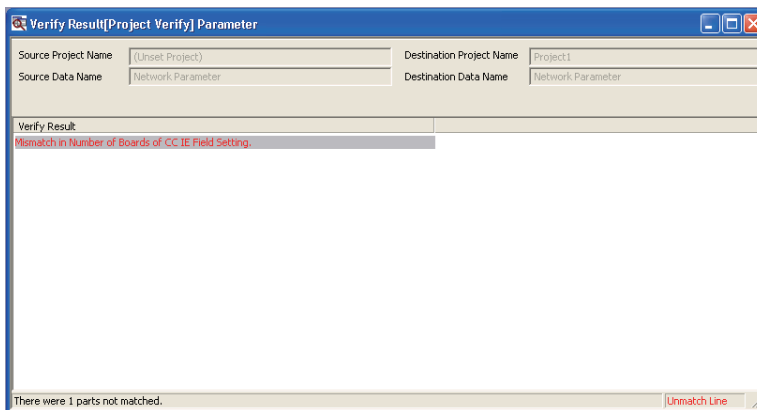 Verify Result[Project Verify] Parameter
Source Project Name (Unset Project) Destination Project Name Project1
Source Data Name Network Parameter Destination Data Name Network Parameter
Verify Result
Mismatch in Number of Boards of CC IE Field Setting.
There were 1 parts not matched. Unmatch Line